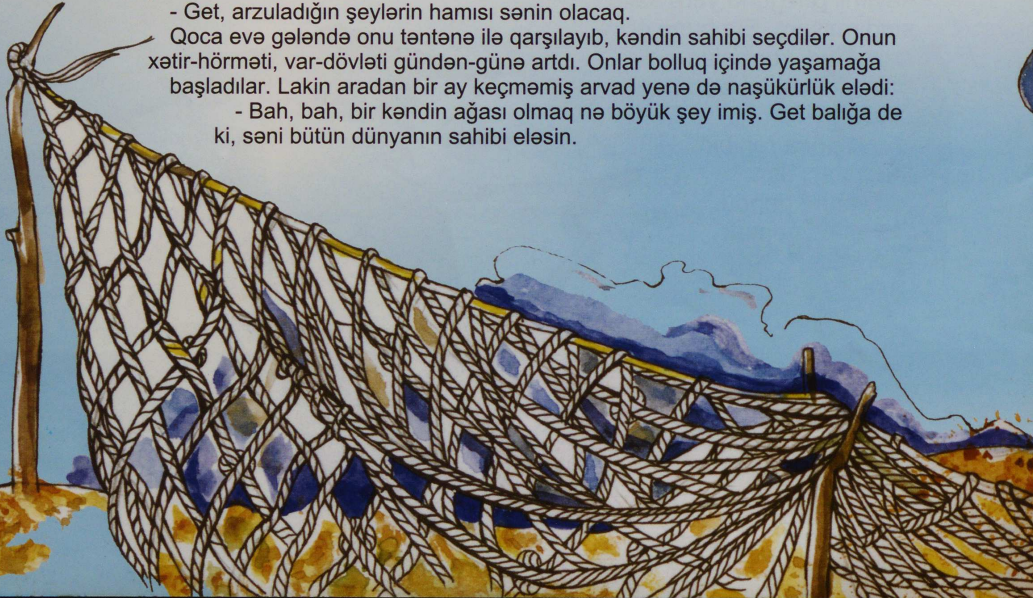 - Get, arzuladığın şeylərin hamısı sənin olacaq.
Qoca evə gələndə onu təntənə ilə qarşılayıb, kəndin sahibi seçdilər. Onun
xətir-hörməti, var-dövləti gündən-günə artdı. Onlar bolluq içində yaşamağa
başladılar. Lakin aradan bir ay keçməmiş arvad yenə də naşükürlük elədi:
- Bah, bah, bir kəndin ağası olmaq nə böyük şey imiş. Get balığa de
ki, səni bütün dünyanın sahibi eləsin.